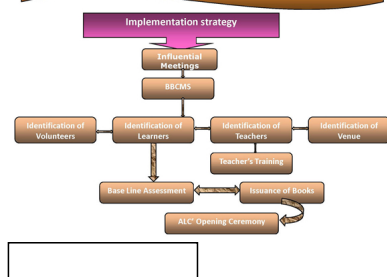 Implementation strategy
Influential
Meetings
BBCMS
Identification of
Volunteers
Identification of
Learners
Identification of
Teachers
Identification of
Venue
Teacher's Training
Base Line Assessment
Issuance of Books
ALC' Opening Ceremony